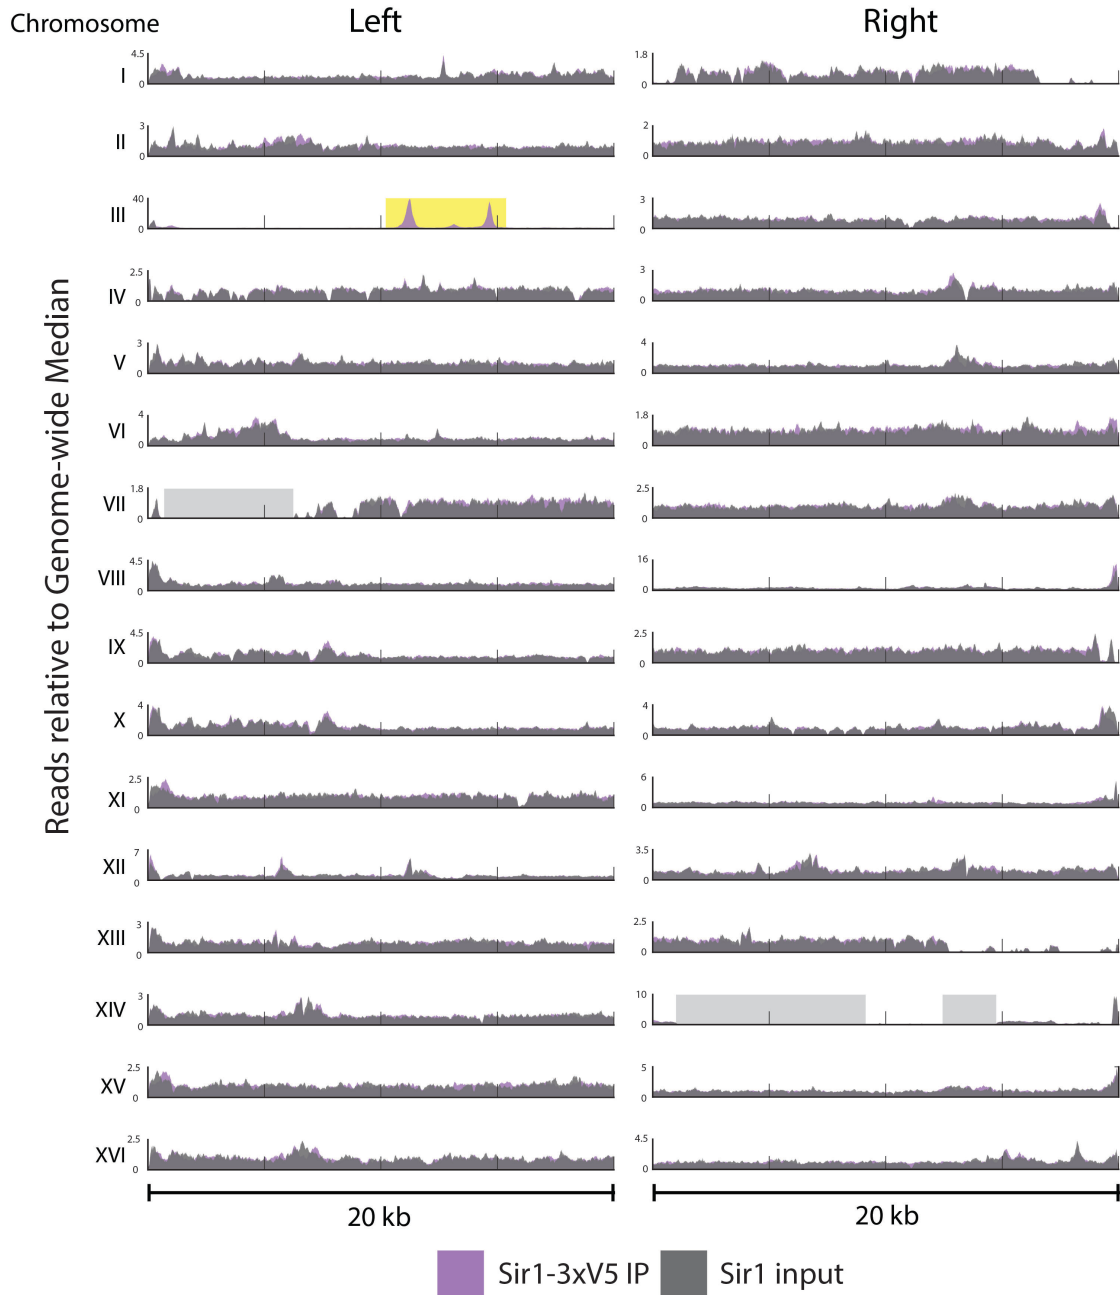 Chromosome Left Right
Reads relative to Genome-wide Median
I 4.5 0 1.8 0
II 3 0 2 0
III 40 0 3 0
IV 2.5 0 3 0
V 3 0 4 0
VI 4 0 1.8 0
VII 1.8 0 2.5 0
VIII 4.5 0 16 0
IX 4.5 0 2.5 0
X 4 0 4 0
XI 2.5 0 6 0
XII 7 0 3.5 0
XIII 3 0 2.5 0
XIV 3 0 10 0
XV 2.5 0 5 0
XVI 2.5 0 4.5 0
20 kb 20 kb
Sir1-3xV5 IP Sir1 input